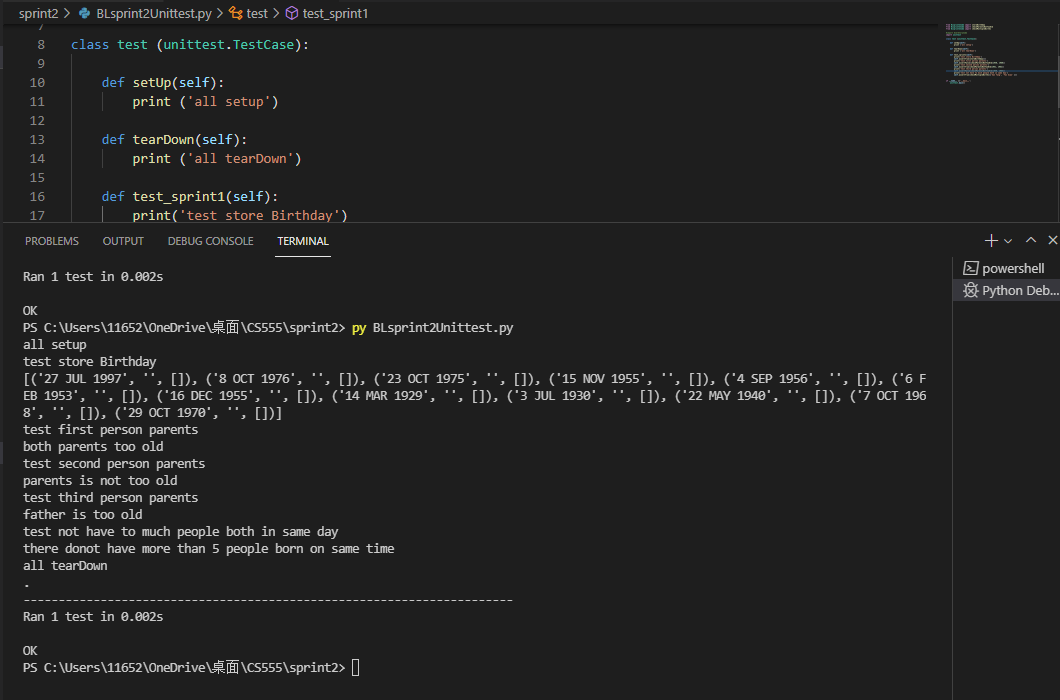 sprint2 > BLsprint2Unittest.py > test > test_sprint1
7
8 class test (unittest.TestCase):
9
10 def setUp(self):
11 print ('all setup')
12
13 def tearDown(self):
14 print ('all tearDown')
15
16 def test_sprint1(self):
17 print('test store Birthday')
PROBLEMS OUTPUT DEBUG CONSOLE TERMINAL
powershell
Python Deb...
Ran 1 test in 0.002s
OK
PS C:\Users\11652\OneDrive\桌面\CS555\sprint2> py BLsprint2Unittest.py
all setup
test store Birthday
[('27 JUL 1997', '', []), ('8 OCT 1976', '', []), ('23 OCT 1975', '', []), ('15 NOV 1955', '', []), ('4 SEP 1956', '', []), ('6 F
EB 1953', '', []), ('16 DEC 1955', '', []), ('14 MAR 1929', '', []), ('3 JUL 1930', '', []), ('22 MAY 1940', '', []), ('7 OCT 196
8', '', []), ('29 OCT 1970', '', [])]
test first person parents
both parents too old
test second person parents
parents is not too old
test third person parents
father is too old
test not have to much people both in same day
there donot have more than 5 people born on same time
all tearDown
.
----------------------------------------------------------------------
Ran 1 test in 0.002s
OK
PS C:\Users\11652\OneDrive\桌面\CS555\sprint2>